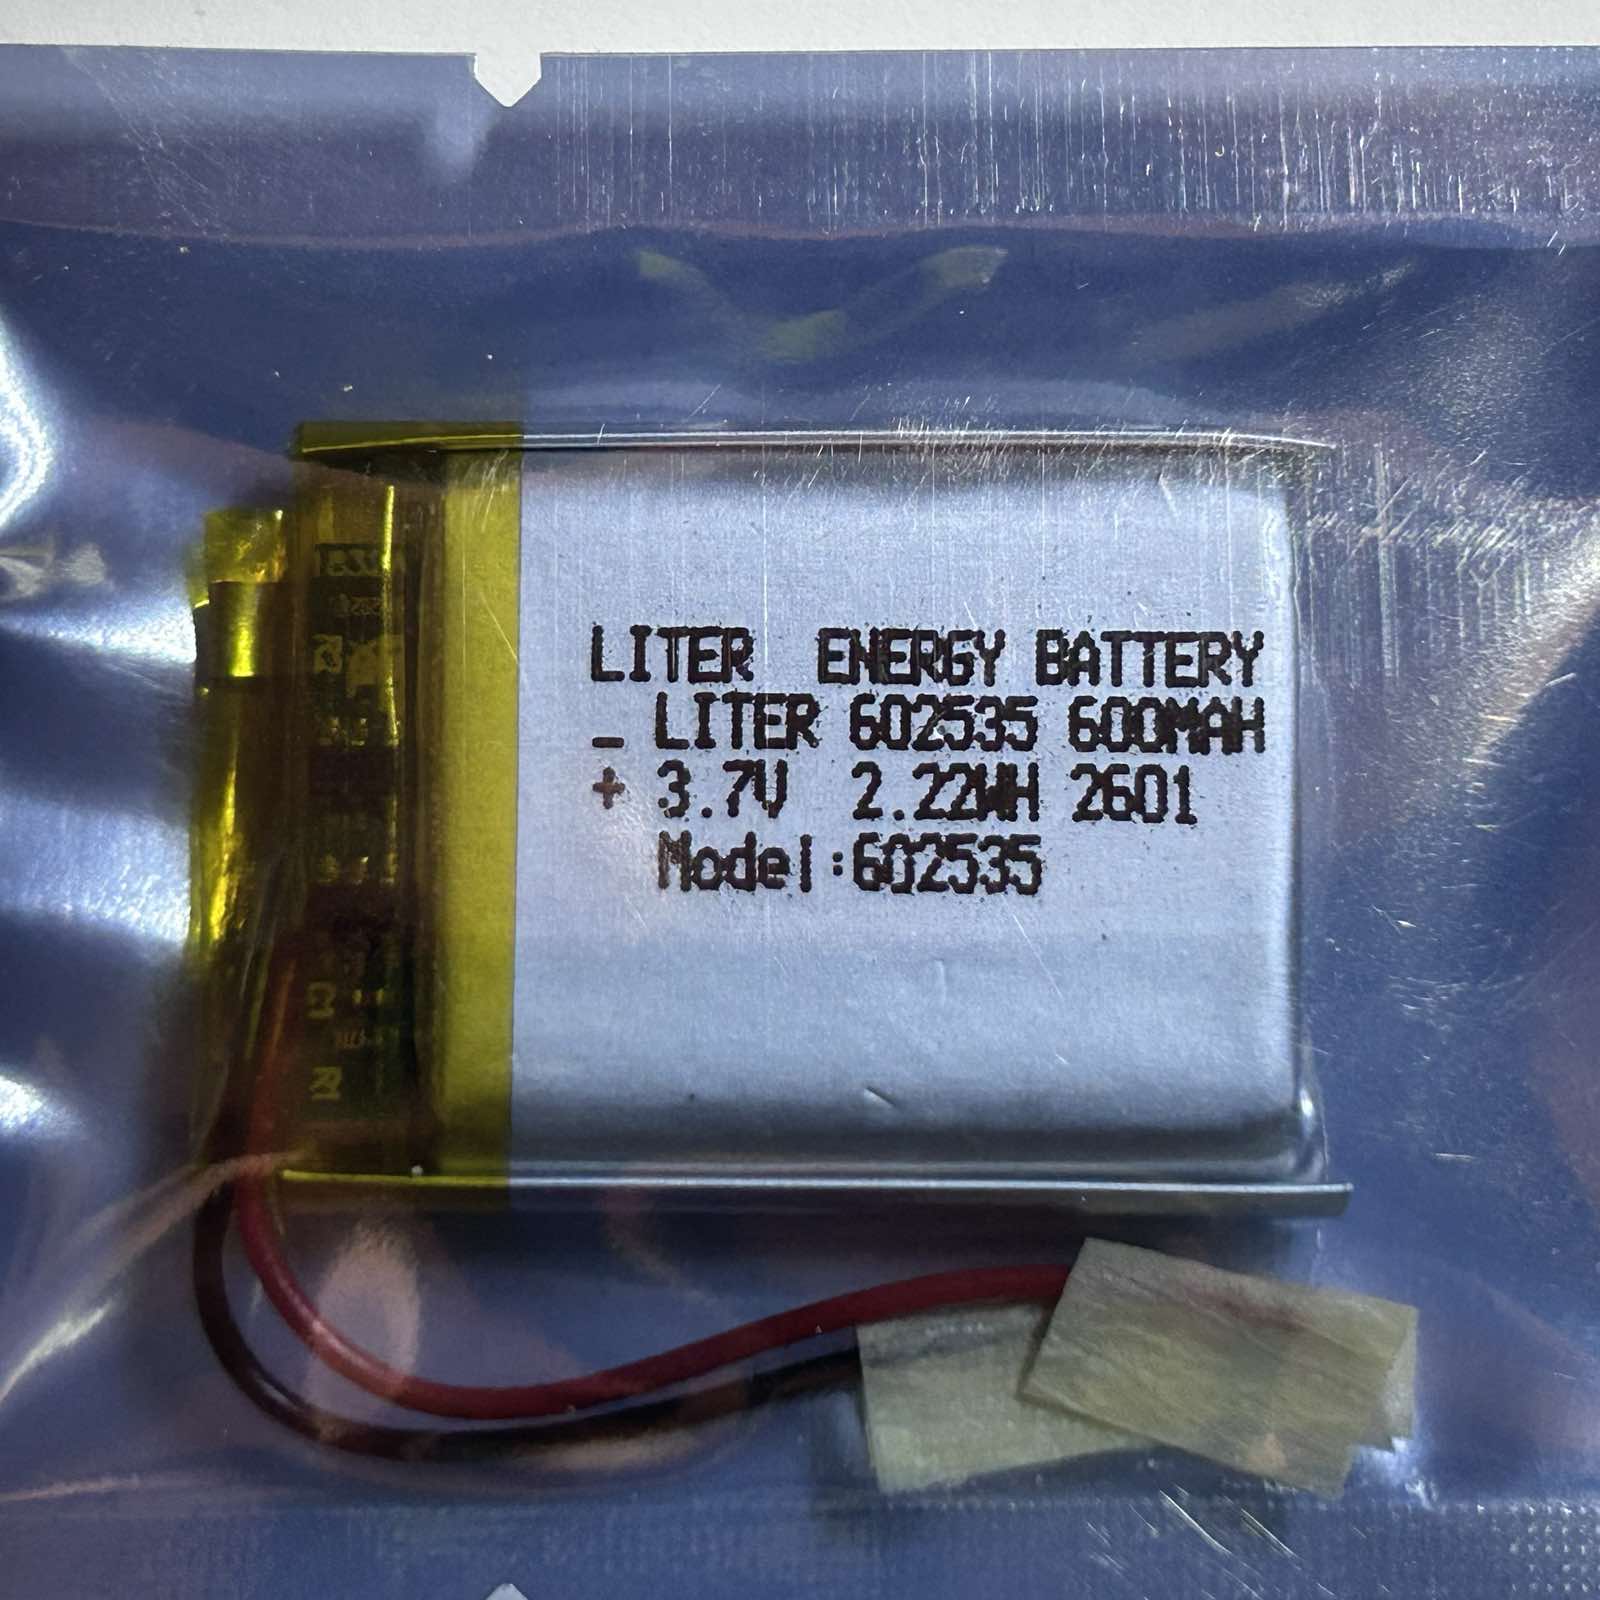 LITER ENERGY BATTERY
- LITER 602535 600MAH
+ 3.7V 2.22WH 2601
Model:602535